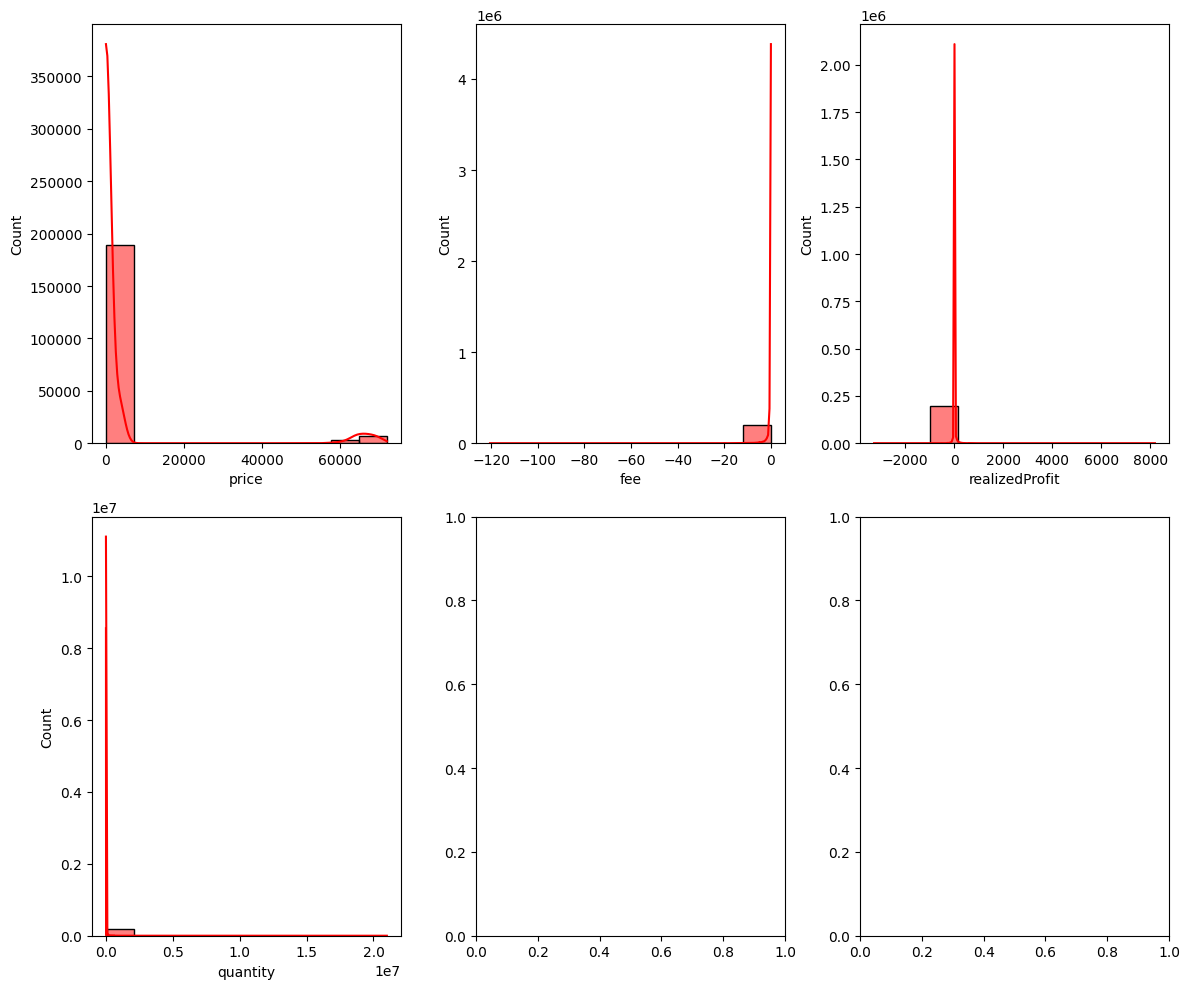 350000
300000
250000
200000
150000
100000
50000
0
Count
0 20000 40000 60000
price
1e6
4
3
2
1
0
Count
−120 −100 −80 −60 −40 −20 0
fee
1e6
2.00
1.75
1.50
1.25
1.00
0.75
0.50
0.25
0.00
Count
−2000 0 2000 4000 6000 8000
realizedProfit
1e7
1.0
0.8
0.6
0.4
0.2
0.0
Count
0.0 0.5 1.0 1.5 2.0
1e7
quantity
1.0
0.8
0.6
0.4
0.2
0.0
0.0 0.2 0.4 0.6 0.8 1.0
1.0
0.8
0.6
0.4
0.2
0.0
0.0 0.2 0.4 0.6 0.8 1.0